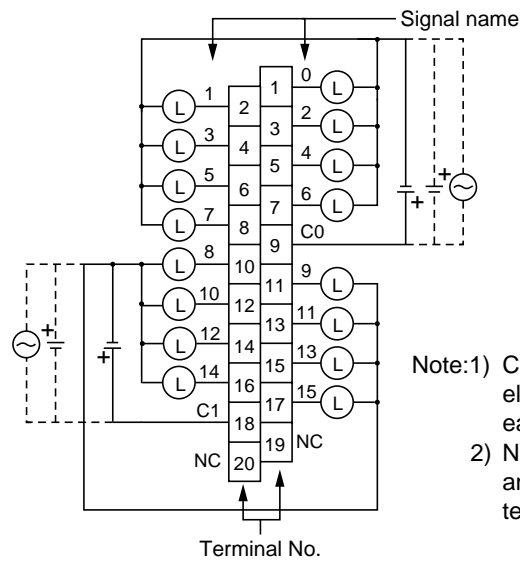 Signal name
1 0 L
L 1 2
3 2 L
L 3 4
5 4 L
L 5 6
7 6 L
L 7 8
9 C0
L 8 10
11 9 L
L 10 12
13 11 L
L 12 14
15 13 L
L 14 16
17 15 L
C1 18
19 NC
NC 20
+ +
+ +
Terminal No.
Note:1) C
el
ea
2) N
te